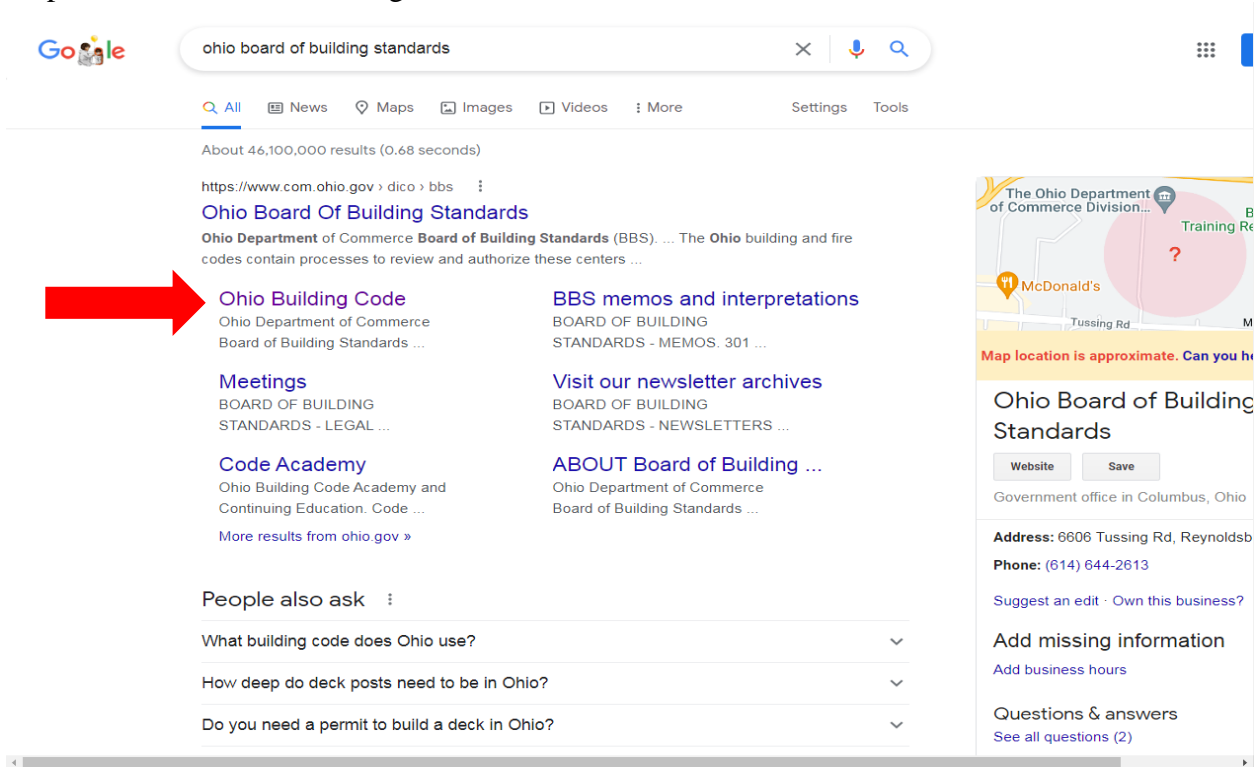 Google
ohio board of building standards
All News Maps Images Videos More Settings Tools
About 46,100,000 results (0.68 seconds)
https://www.com.ohio.gov › dico › bbs
Ohio Board Of Building Standards
Ohio Department of Commerce Board of Building Standards (BBS). ... The Ohio building and fire
codes contain processes to review and authorize these centers ...
Ohio Building Code
Ohio Department of Commerce
Board of Building Standards ...
BBS memos and interpretations
BOARD OF BUILDING
STANDARDS - MEMOS. 301 ...
Meetings
BOARD OF BUILDING
STANDARDS - LEGAL ...
Visit our newsletter archives
BOARD OF BUILDING
STANDARDS - NEWSLETTERS ...
Code Academy
Ohio Building Code Academy and
Continuing Education. Code ...
ABOUT Board of Building ...
Ohio Department of Commerce
Board of Building Standards ...
More results from ohio.gov »
People also ask
What building code does Ohio use?
How deep do deck posts need to be in Ohio?
Do you need a permit to build a deck in Ohio?
The Ohio Department
of Commerce Division...
B
Training Re
?
McDonald's
Tussing Rd
M
Map location is approximate. Can you he
Ohio Board of Building
Standards
Website Save
Government office in Columbus, Ohio
Address: 6606 Tussing Rd, Reynoldsb
Phone: (614) 644-2613
Suggest an edit · Own this business?
Add missing information
Add business hours
Questions & answers
See all questions (2)